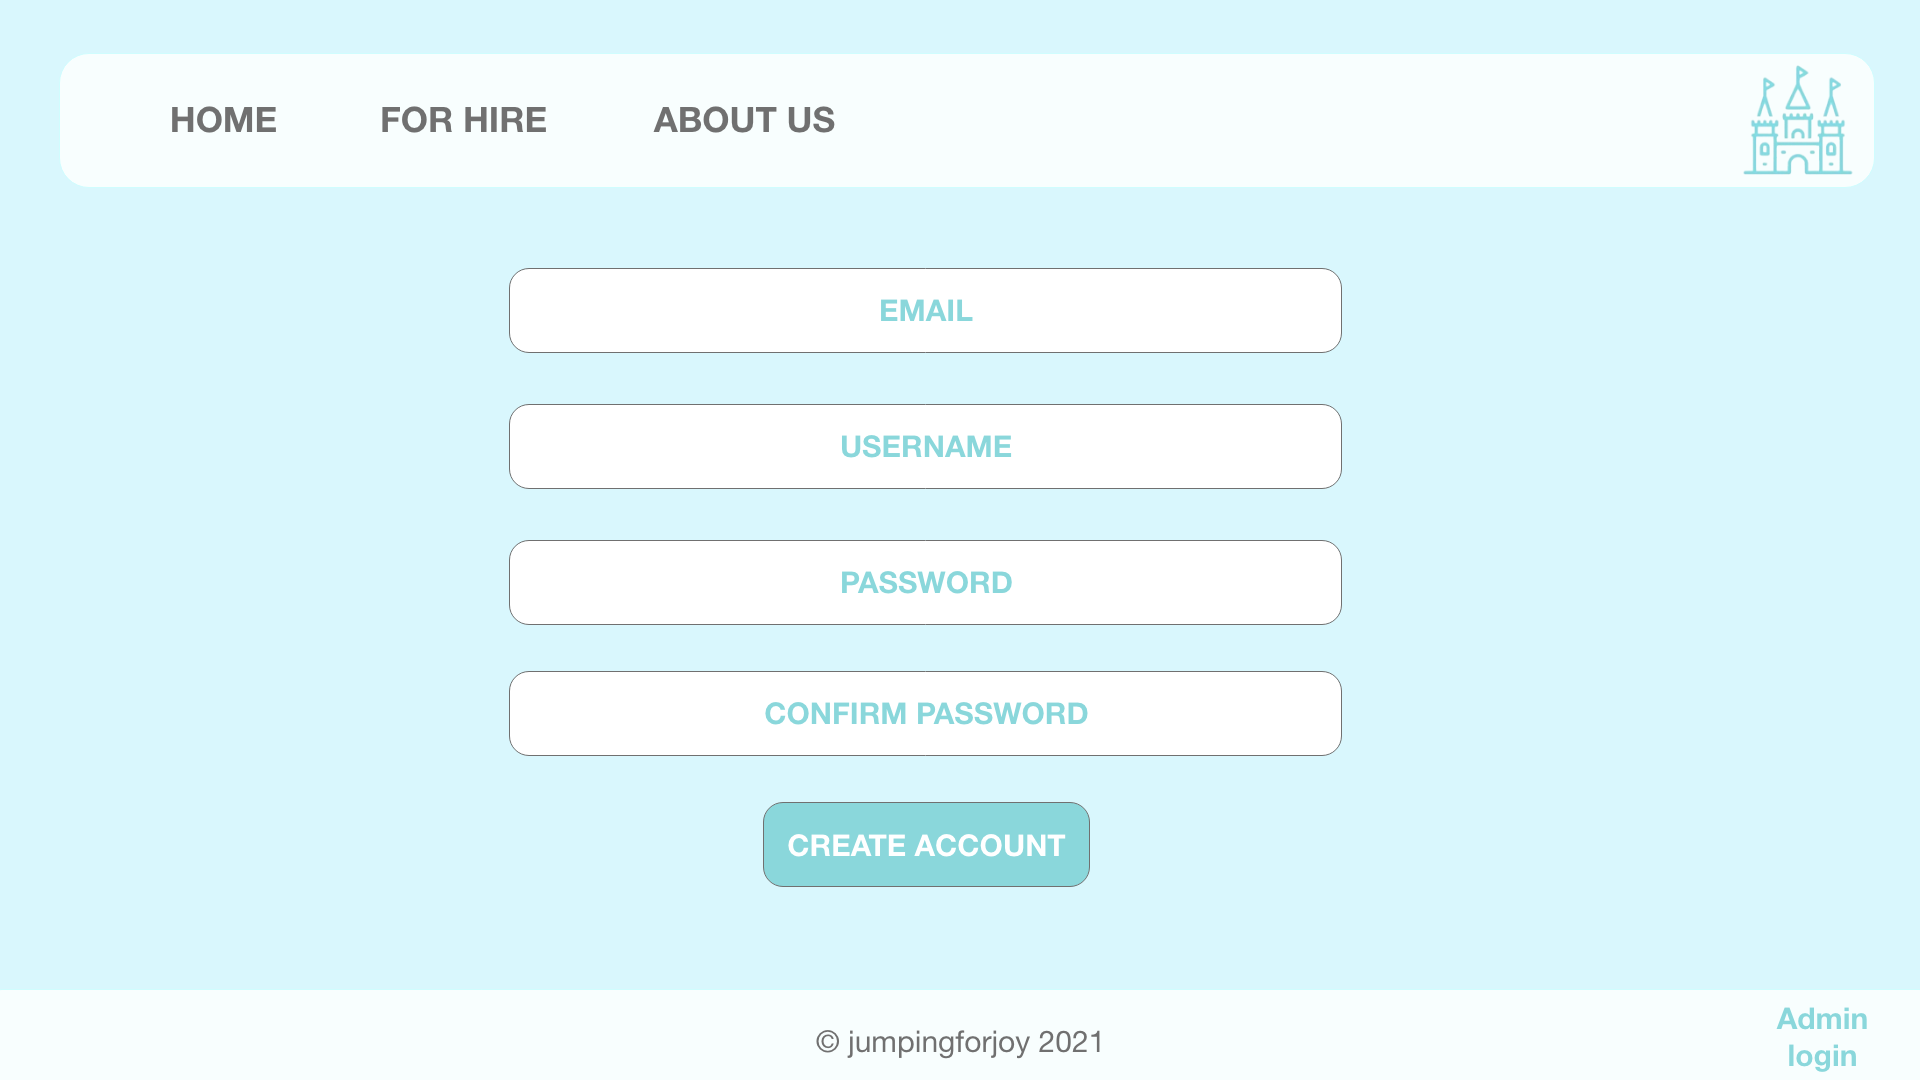 HOME FOR HIRE ABOUT US
EMAIL
USERNAME
PASSWORD
CONFIRM PASSWORD
CREATE ACCOUNT
© jumpingforjoy 2021
Admin
login